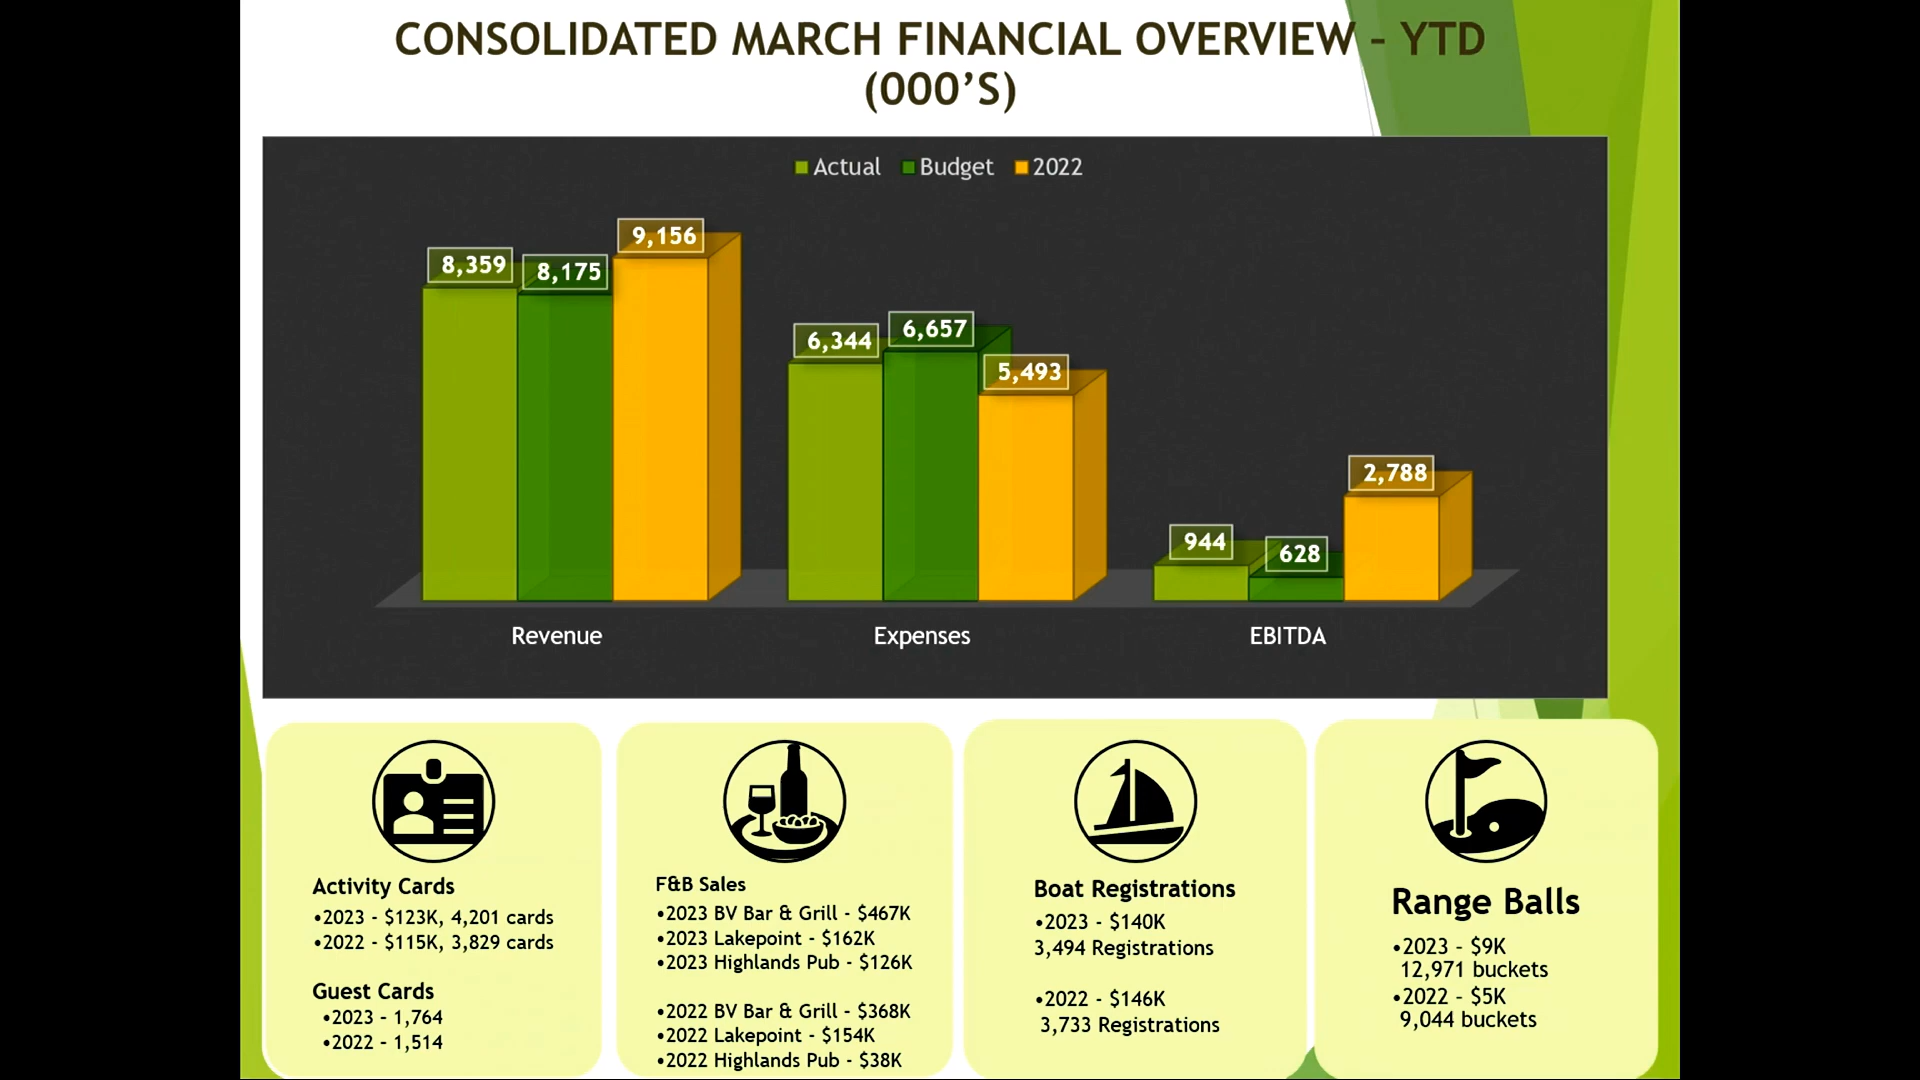 CONSOLIDATED MARCH FINANCIAL OVERVIEW - YTD
(000'S)
Actual Budget 2022
8,359 8,175 9,156
6,344 6,657 5,493
944 628 2,788
Revenue Expenses EBITDA
Activity Cards
•2023 - $123K, 4,201 cards
•2022 - $115K, 3,829 cards
Guest Cards
•2023 - 1,764
•2022 - 1,514
F&B Sales
•2023 BV Bar & Grill - $467K
•2023 Lakepoint - $162K
•2023 Highlands Pub - $126K
•2022 BV Bar & Grill - $368K
•2022 Lakepoint - $154K
•2022 Highlands Pub - $38K
Boat Registrations
•2023 - $140K
3,494 Registrations
•2022 - $146K
3,733 Registrations
Range Balls
•2023 - $9K
12,971 buckets
•2022 - $5K
9,044 buckets